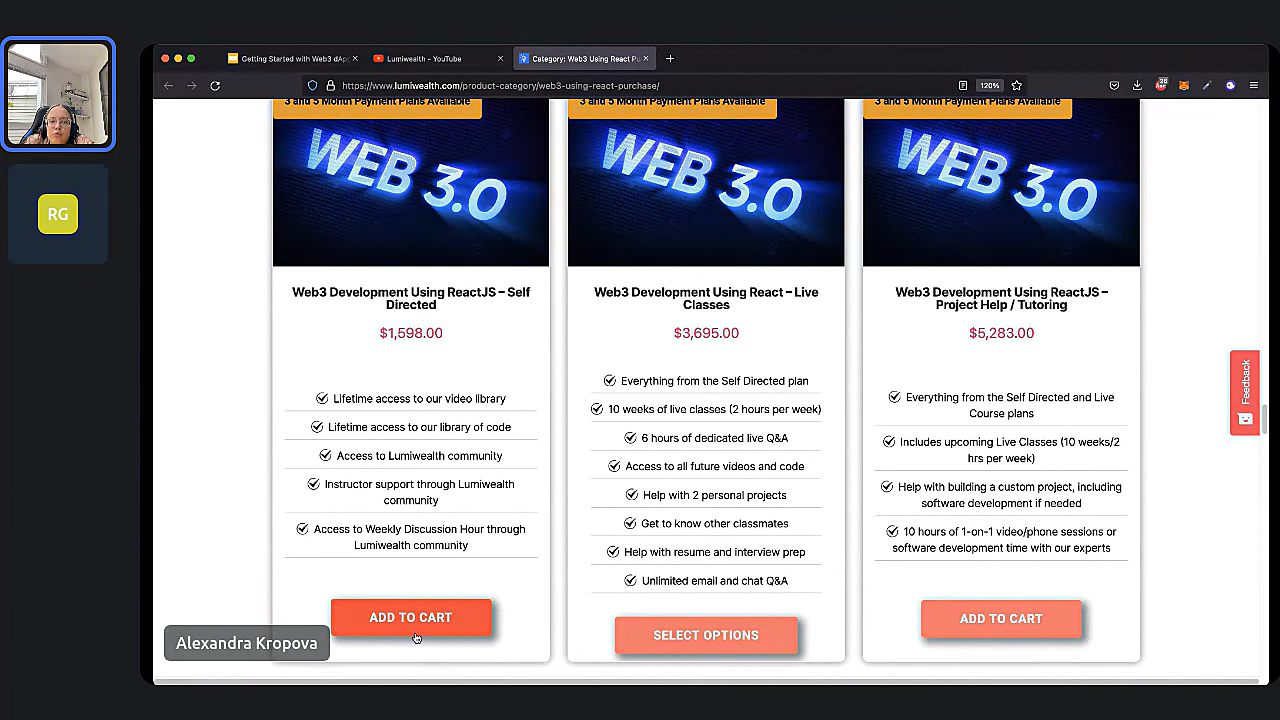 Getting Started with Web3 dAp
Lumiwealth - YouTube
Category: Web3 Using React Pu
https://www.lumiwealth.com/product-category/web3-using-react-purchase/
120%
3 and 5 Month Payment Plans Available
3 and 5 Month Payment Plans Available
3 and 5 Month Payment Plans Available
WEB 3.0
WEB 3.0
WEB 3.0
RG
Web3 Development Using ReactJS – Self
Directed
$1,598.00
Lifetime access to our video library
Lifetime access to our library of code
Access to Lumiwealth community
Instructor support through Lumiwealth
community
Access to Weekly Discussion Hour through
Lumiwealth community
ADD TO CART
Web3 Development Using React – Live
Classes
$3,695.00
Everything from the Self Directed plan
10 weeks of live classes (2 hours per week)
6 hours of dedicated live Q&A
Access to all future videos and code
Help with 2 personal projects
Get to know other classmates
Help with resume and interview prep
Unlimited email and chat Q&A
SELECT OPTIONS
Web3 Development Using ReactJS –
Project Help / Tutoring
$5,283.00
Everything from the Self Directed and Live
Course plans
Includes upcoming Live Classes (10 weeks/2
hrs per week)
Help with building a custom project, including
software development if needed
10 hours of 1-on-1 video/phone sessions or
software development time with our experts
ADD TO CART
Feedback
Alexandra Kropova